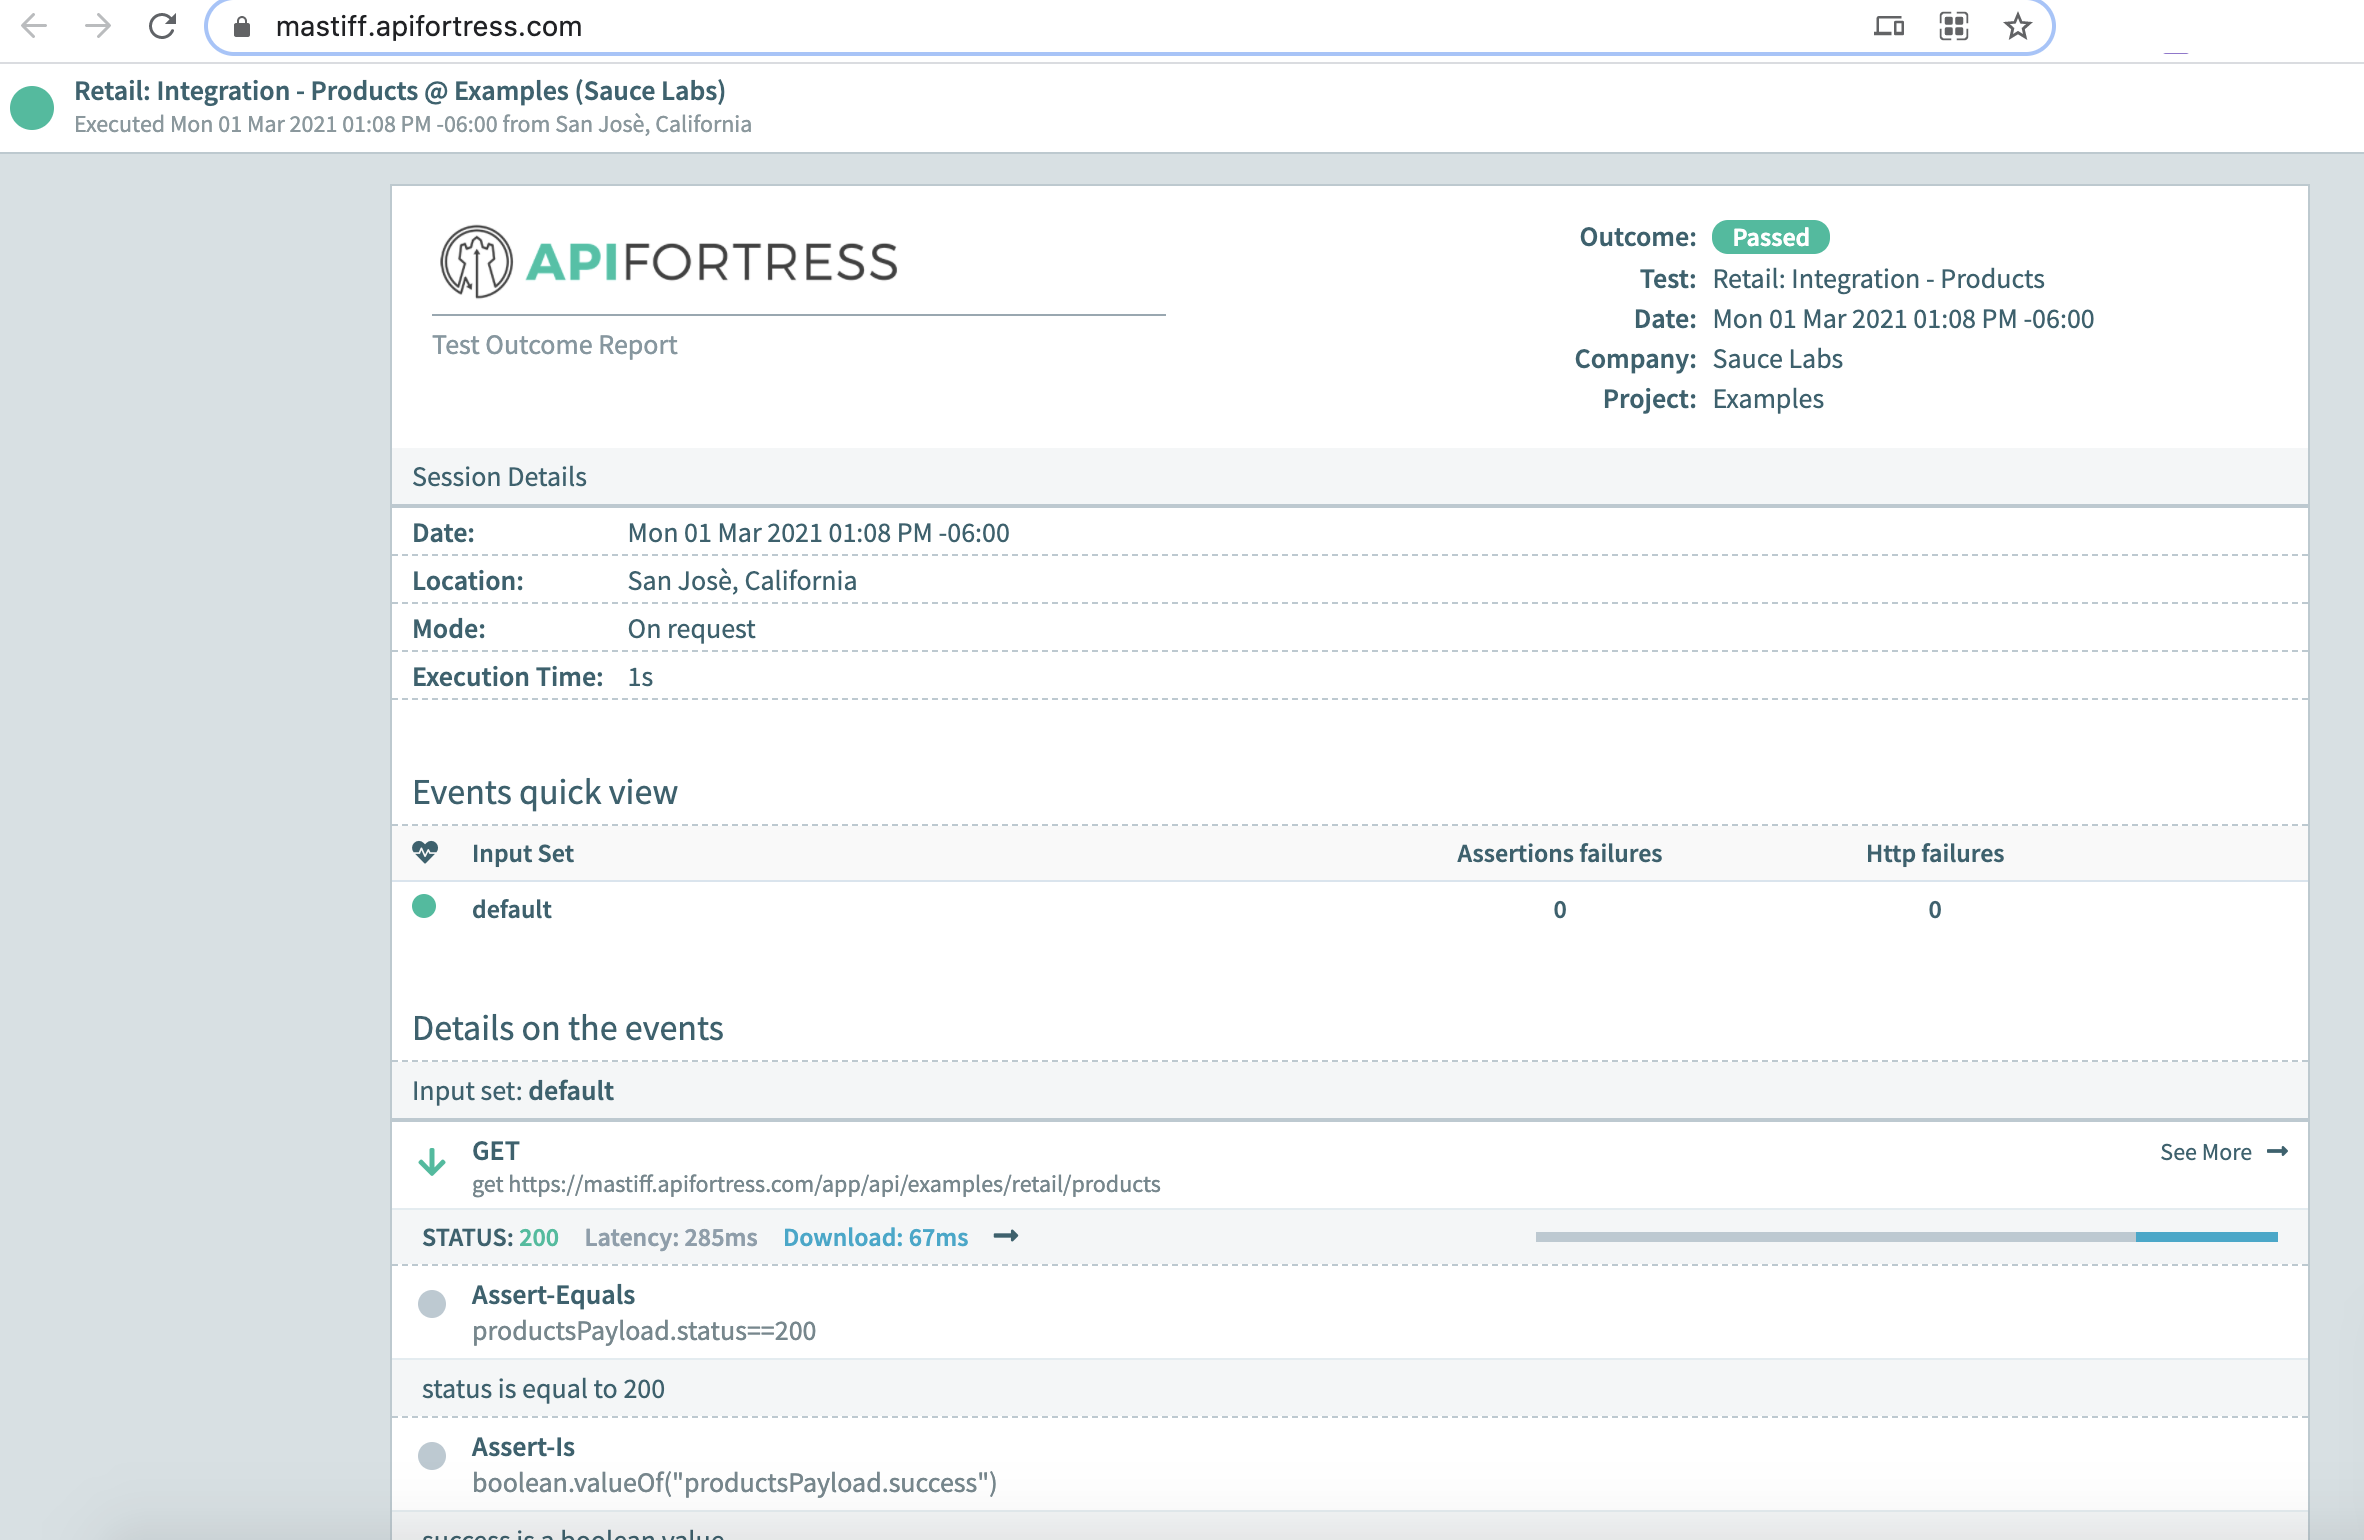 mastiff.apifortress.com
Retail: Integration - Products @ Examples (Sauce Labs)
Executed Mon 01 Mar 2021 01:08 PM -06:00 from San Josè, California
APIFORTRESS
Test Outcome Report
Outcome: Passed
Test: Retail: Integration - Products
Date: Mon 01 Mar 2021 01:08 PM -06:00
Company: Sauce Labs
Project: Examples
Session Details
Date: Mon 01 Mar 2021 01:08 PM -06:00
Location: San Josè, California
Mode: On request
Execution Time: 1s
Events quick view
Input Set Assertions failures Http failures
default 0 0
Details on the events
Input set: default
GET See More
get https://mastiff.apifortress.com/app/api/examples/retail/products
STATUS: 200 Latency: 285ms Download: 67ms
Assert-Equals
productsPayload.status==200
status is equal to 200
Assert-Is
boolean.valueOf("productsPayload.success")
success is a boolean value